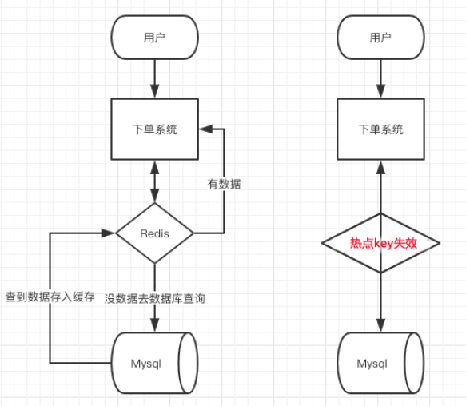 用户
下单系统
有数据
Redis
查到数据存入缓存
没数据去数据库查询
Mysql
用户
下单系统
热点key失效
Mysql